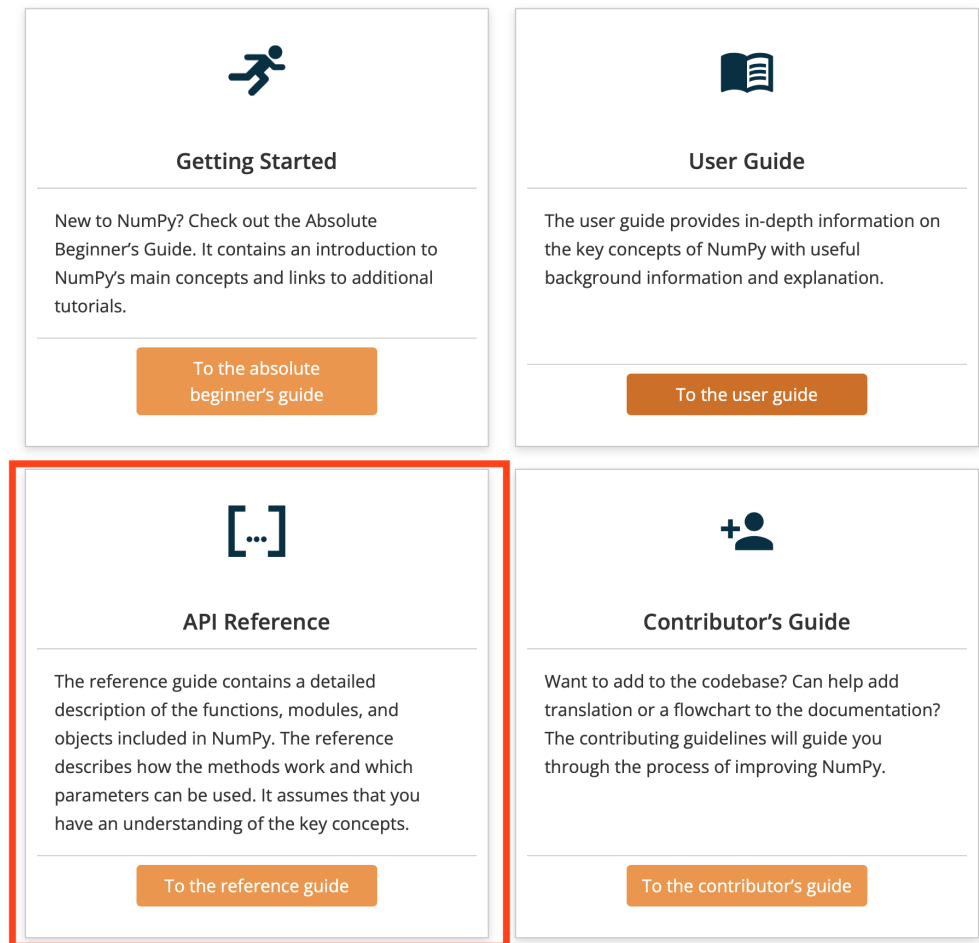 Getting Started
New to NumPy? Check out the Absolute
Beginner’s Guide. It contains an introduction to
NumPy’s main concepts and links to additional
tutorials.
To the absolute
beginner’s guide
User Guide
The user guide provides in-depth information on
the key concepts of NumPy with useful
background information and explanation.
To the user guide
API Reference
The reference guide contains a detailed
description of the functions, modules, and
objects included in NumPy. The reference
describes how the methods work and which
parameters can be used. It assumes that you
have an understanding of the key concepts.
To the reference guide
Contributor’s Guide
Want to add to the codebase? Can help add
translation or a flowchart to the documentation?
The contributing guidelines will guide you
through the process of improving NumPy.
To the contributor’s guide